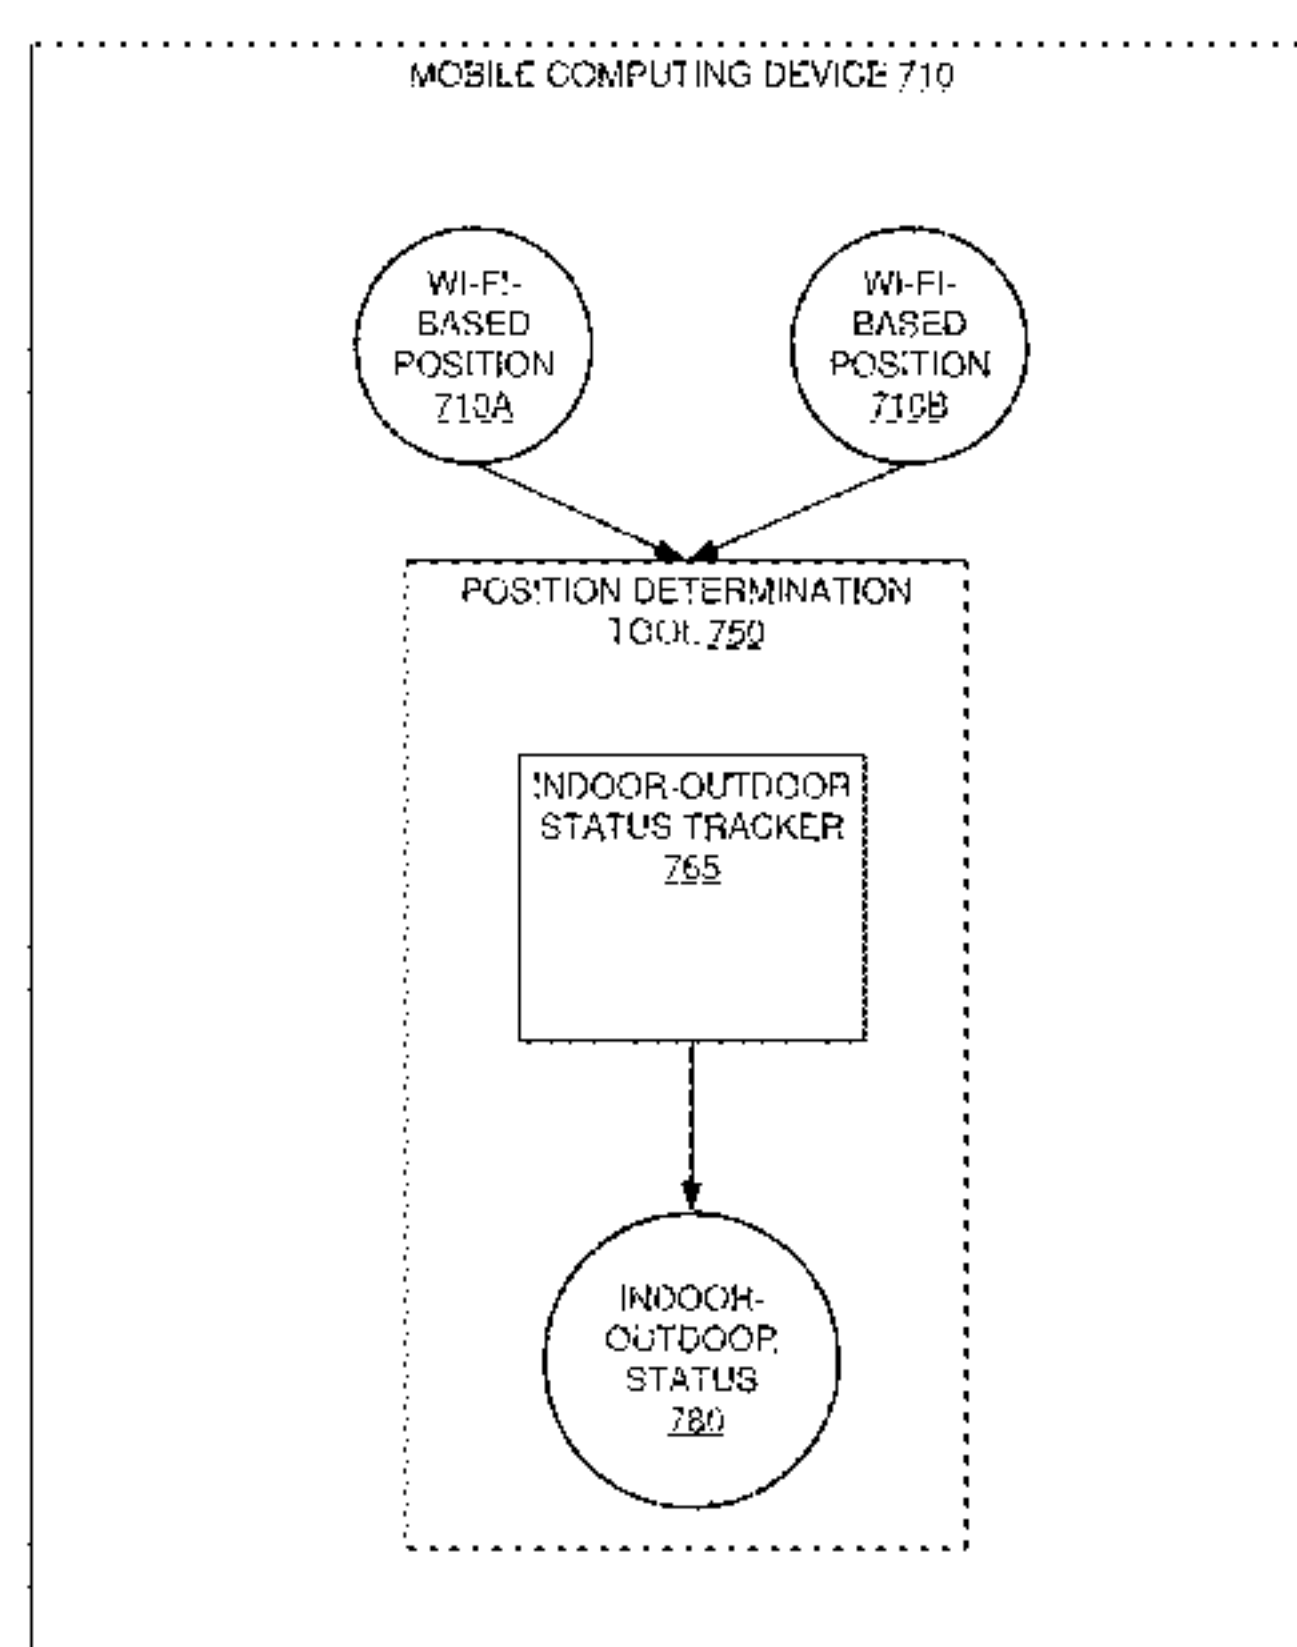 MOBILE COMPUTING DEVICE 710
WI-FI-
BASED
POSITION
710A
WI-FI-
BASED
POSITION
710B
POSITION DETERMINATION
TOOL 750
INDOOR-OUTDOOR
STATUS TRACKER
765
INDOOR-
OUTDOOR
STATUS
780